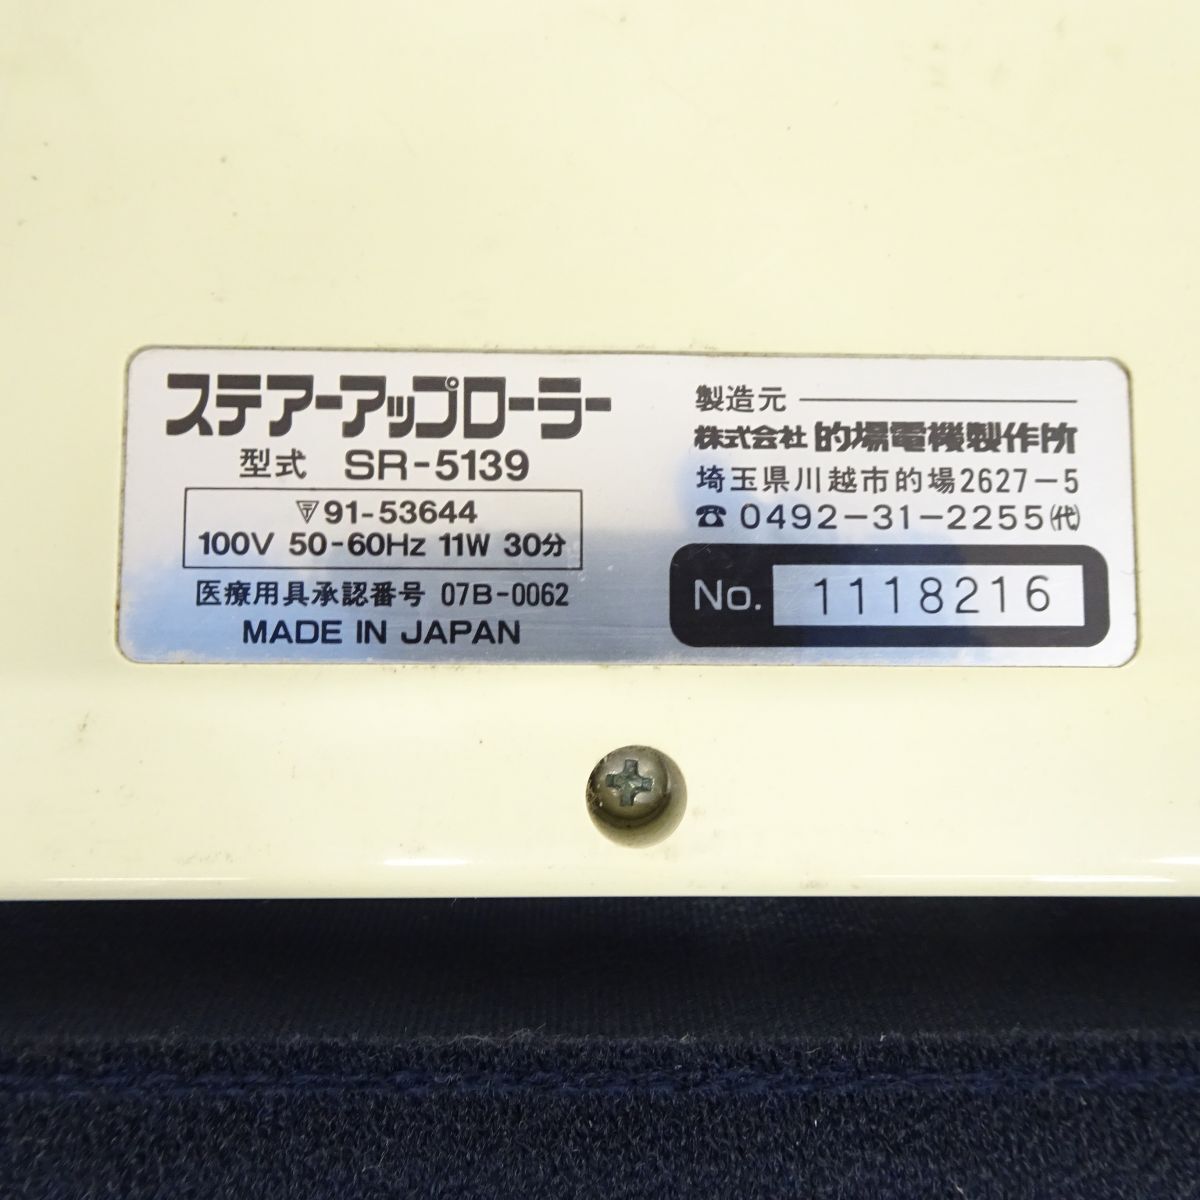 ステアーアップローラー
型式 SR-5139
〒91-53644
100V 50-60Hz 11W 30分
医療用具承認番号 07B-0062
MADE IN JAPAN
製造元
株式会社 的場電機製作所
埼玉県川越市的場2627-5
☎ 0492-31-2255㈹
No. 1118216